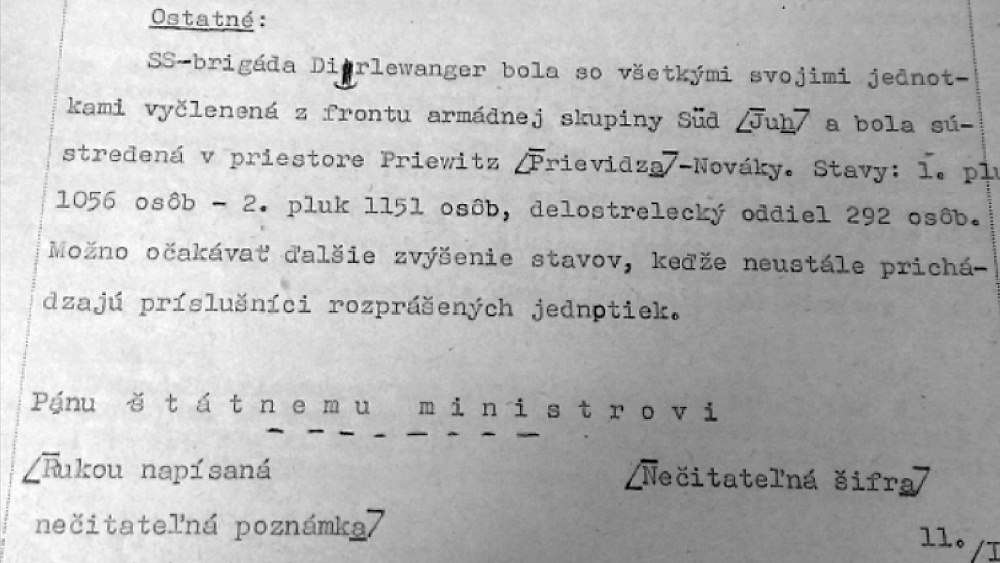 Ostatné:
SS-brigáda Dirlewanger bola so všetkými svojimi jednot-
kami vyčlenená z frontu armádnej skupiny Süd [Juh] a bola sú-
stredená v priestore Priewitz [Prievidza]-Nováky. Stavy: 1. plu
1056 osôb - 2. pluk 1151 osôb, delostrelecký oddiel 292 osôb.
Možno očakávať ďalšie zvýšenie stavov, keďže neustále prichá-
dzajú príslušníci rozprášených jednptiek.
Pánu štátnemu ministrovi
[Rukou napísaná [Nečitateľná šifra]
nečitateľná poznámka]
11./I